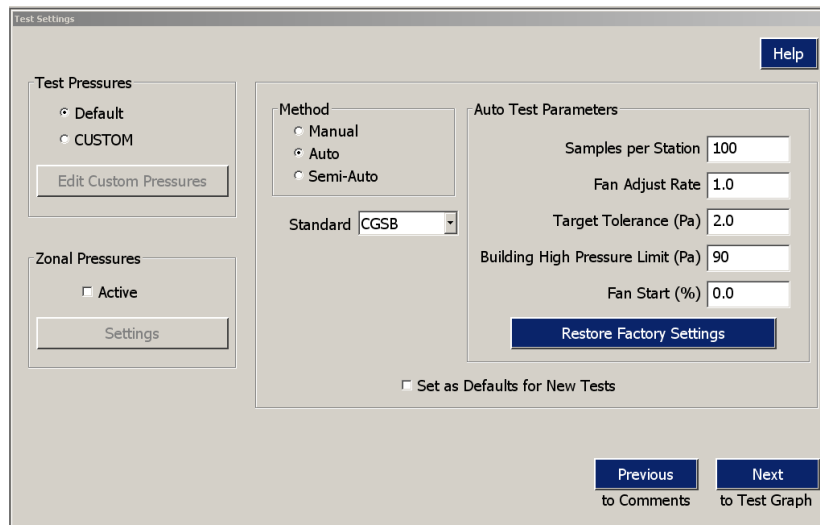 Test Settings
Help
Test Pressures
Default
CUSTOM
Edit Custom Pressures
Zonal Pressures
Active
Settings
Method
Manual
Auto
Semi-Auto
Standard CGSB
Auto Test Parameters
Samples per Station 100
Fan Adjust Rate 1.0
Target Tolerance (Pa) 2.0
Building High Pressure Limit (Pa) 90
Fan Start (%) 0.0
Restore Factory Settings
Set as Defaults for New Tests
Previous
to Comments
Next
to Test Graph